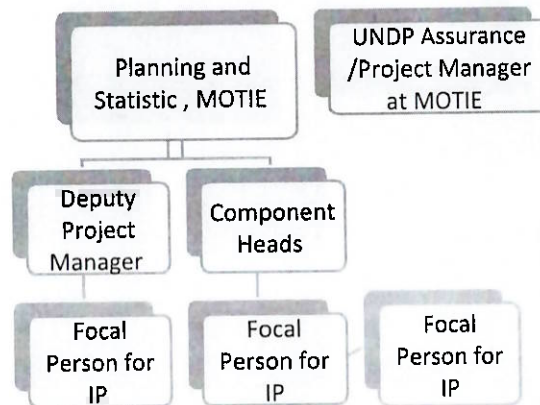 Planning and
Statistic , MOTIE
UNDP Assurance
/Project Manager
at MOTIE
Deputy
Project
Manager
Component
Heads
Focal
Person for
IP
Focal
Person for
IP
Focal
Person for
IP